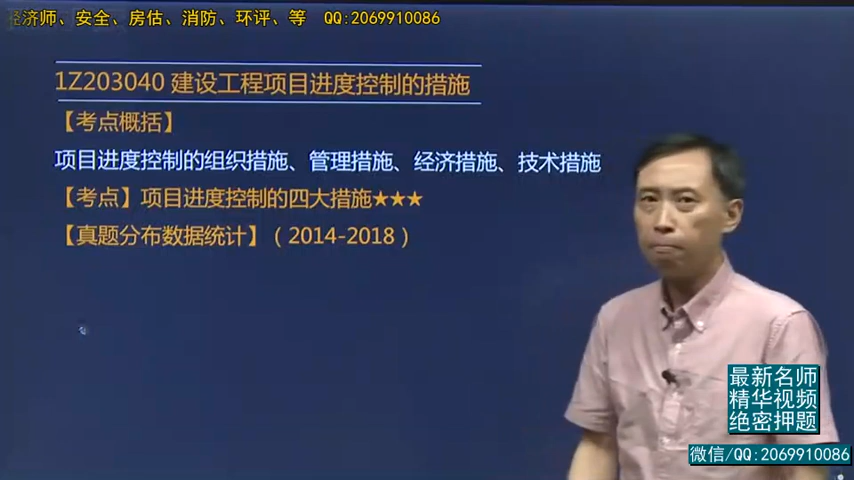 经济师、安全、房估、消防、环评、等 QQ:2069910086
1Z203040 建设工程项目进度控制的措施
【考点概括】
项目进度控制的组织措施、管理措施、经济措施、技术措施
【考点】项目进度控制的四大措施★★★
【真题分布数据统计】（2014-2018）
最新名师
精华视频
绝密押题
微信/QQ:2069910086